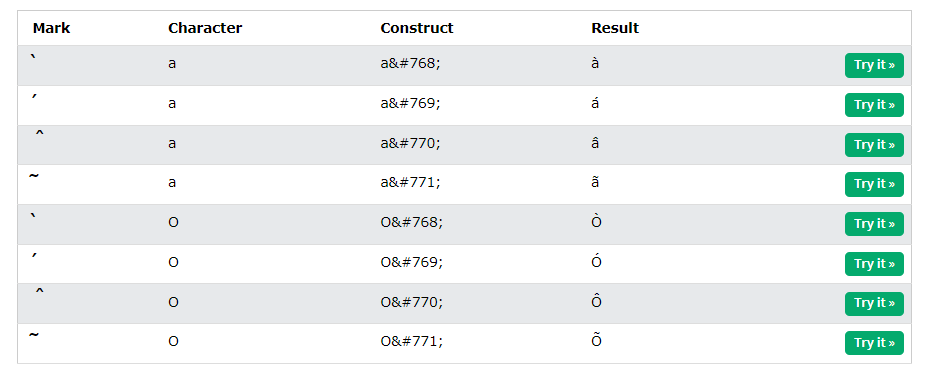 Mark Character Construct Result
̀ a a&#768; à Try it »
́ a a&#769; á Try it »
̂ a a&#770; â Try it »
̃ a a&#771; ã Try it »
̀ O O&#768; Ò Try it »
́ O O&#769; Ó Try it »
̂ O O&#770; Ô Try it »
̃ O O&#771; Õ Try it »